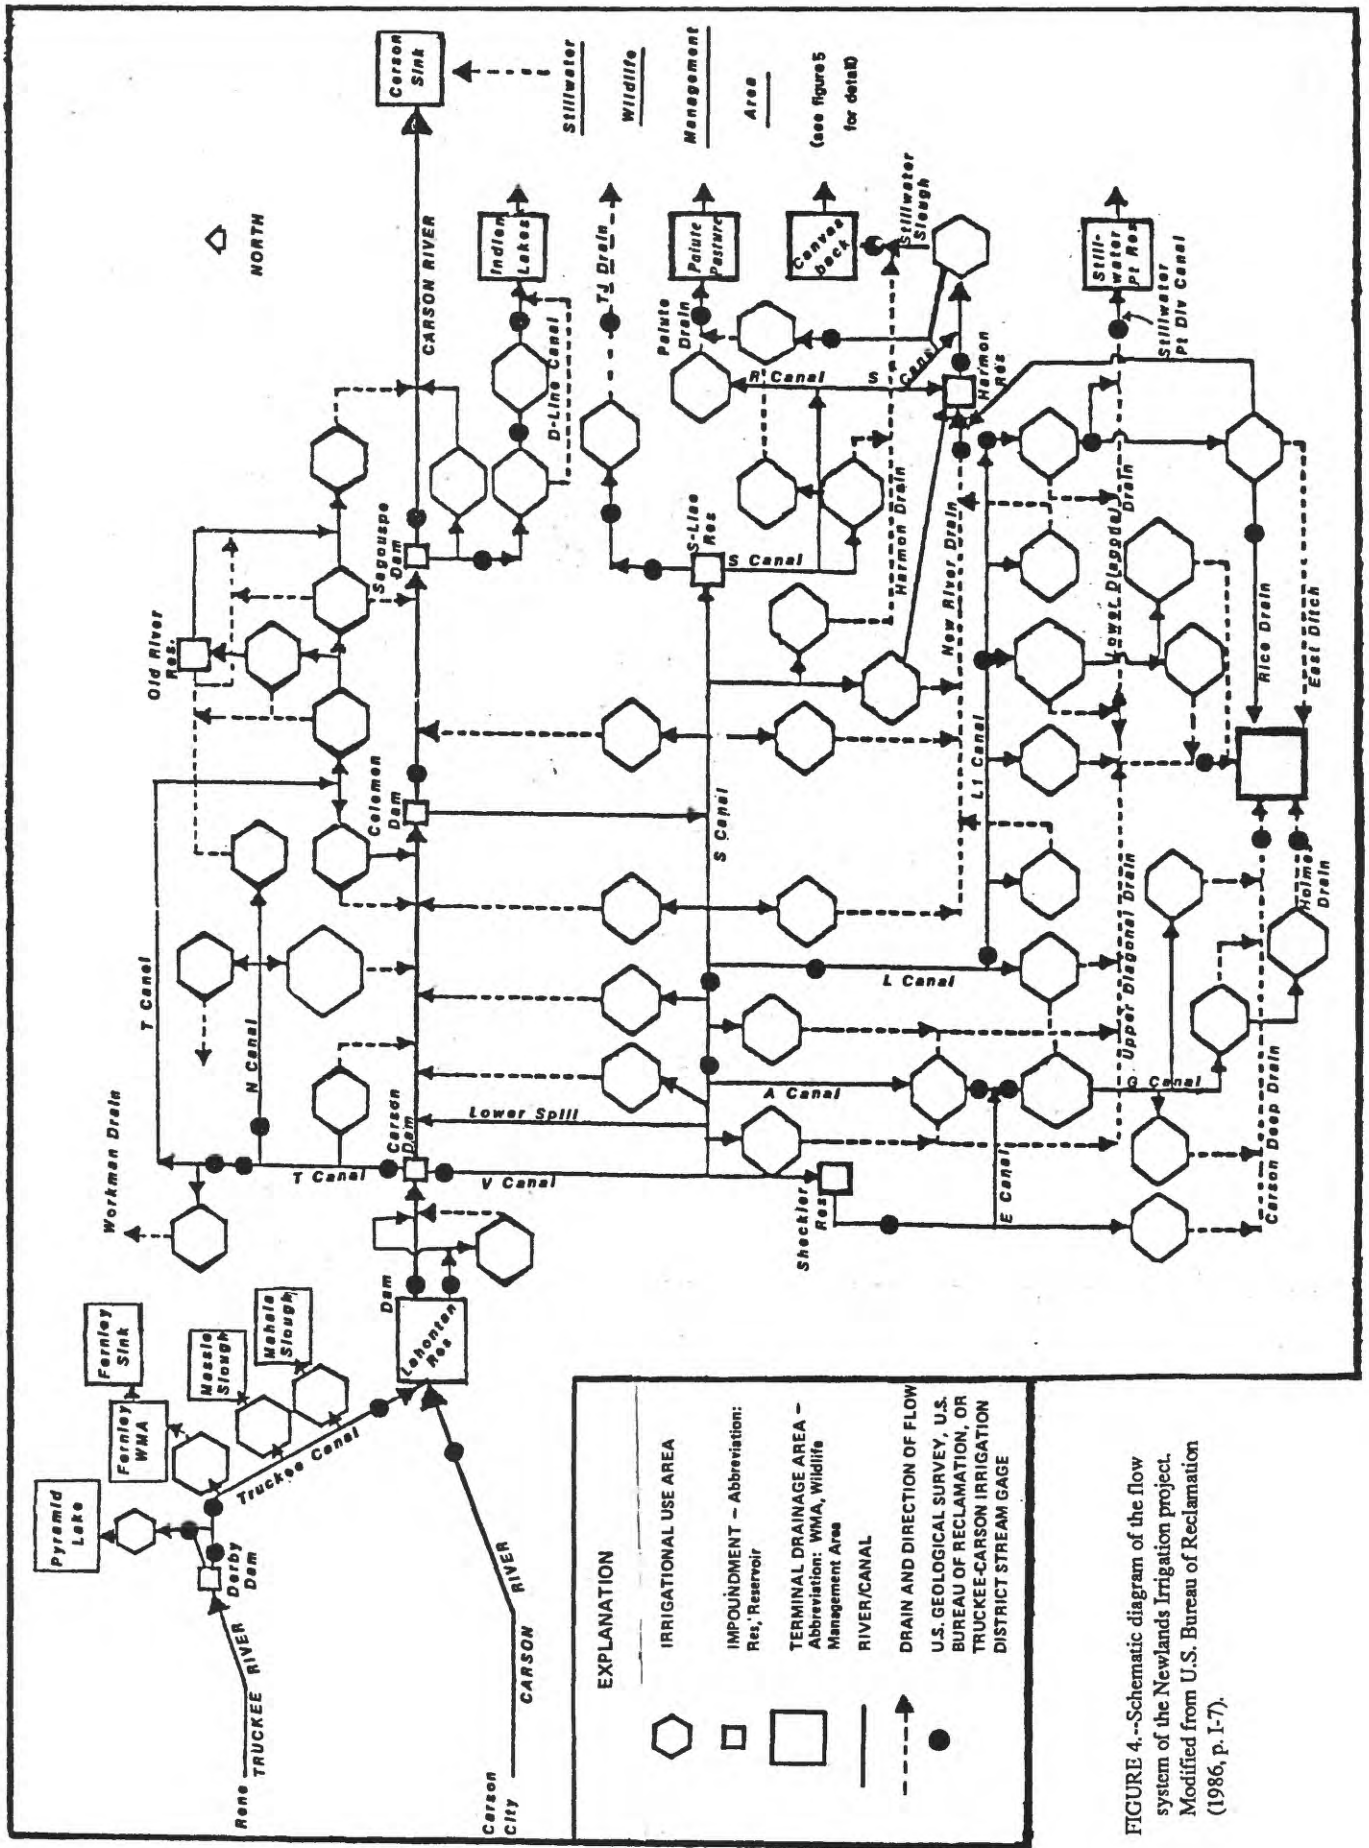 Reno
TRUCKEE RIVER
Carson
City
CARSON RIVER
Derby
Dam
Pyramid
Lake
Fernley
WMA
Fernley
Sink
Massie
Slough
Mahala
Slough
Truckee Canal
Lahontan
Res
Dam
Workman Drain
T Canal
N Canal
T Canal
Carson
Dam
V Canal
Lower Spill
Sheckler
Res
E Canal
A Canal
L Canal
G Canal
Carson Deep Drain
Upper Diagonal Drain
Holmes
Drain
S Canal
L1 Canal
Coleman
Dam
Old River
Res.
Sagouspe
Dam
CARSON RIVER
NORTH
Carson
Sink
D-Line Canal
Indian
Lakes
TJ Drain
S-Line
Res
S Canal
Harmon Drain
New River Drain
Lower Diagonal
Drain
Rice Drain
East Ditch
R Canal
S Canal
Harmon
Res
Paiute
Drain
Paiute
Pasture
Canvas
back
Stillwater
Slough
Still-
water
Pt Res
Stillwater
Pt Div Canal
Stillwater
Wildlife
Management
Area
(see figure 5
for detail)
EXPLANATION
IRRIGATIONAL USE AREA
IMPOUNDMENT – Abbreviation:
Res, Reservoir
TERMINAL DRAINAGE AREA –
Abbreviation: WMA, Wildlife
Management Area
RIVER/CANAL
DRAIN AND DIRECTION OF FLOW
U.S. GEOLOGICAL SURVEY, U.S.
BUREAU OF RECLAMATION, OR
TRUCKEE-CARSON IRRIGATION
DISTRICT STREAM GAGE
FIGURE 4.--Schematic diagram of the flow
system of the Newlands Irrigation project.
Modified from U.S. Bureau of Reclamation
(1986, p. I-7).